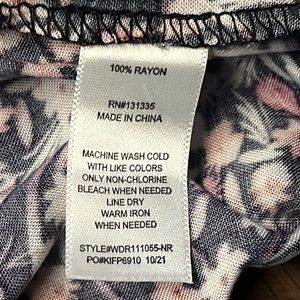 100% RAYON
RN#131335
MADE IN CHINA
MACHINE WASH COLD
WITH LIKE COLORS
ONLY NON-CHLORINE
BLEACH WHEN NEEDED
LINE DRY
WARM IRON
WHEN NEEDED
STYLE#WDR111055-NR
PO#KIFP6910 10/21